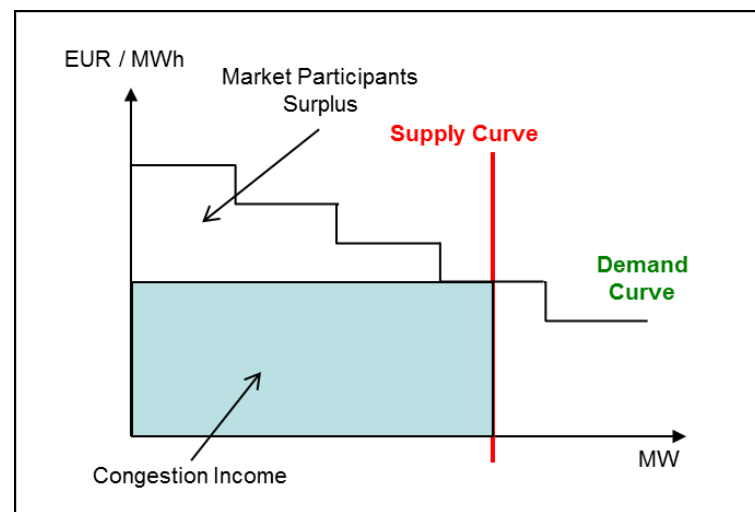 EUR / MWh
Market Participants
Surplus
Supply Curve
Demand
Curve
MW
Congestion Income